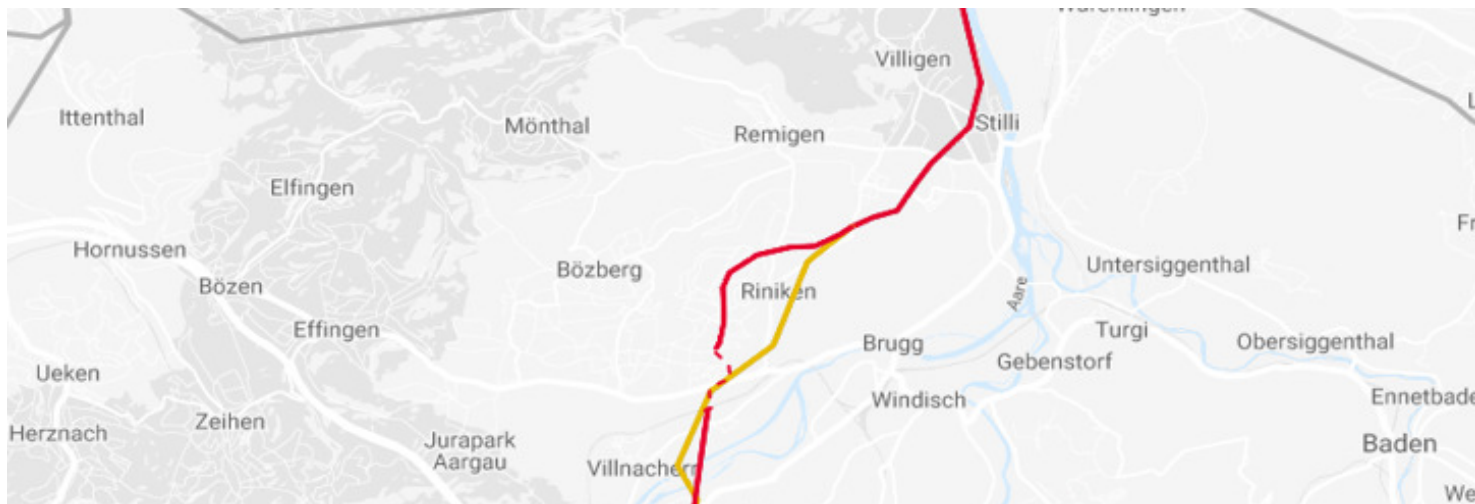 Würenlingen
Villigen
Ittenthal
Mönthal
Remigen
Stilli
Elfingen
Hornussen
Bözberg
Untersiggenthal
Bözen
Riniken
Aare
Effingen
Turgi
Brugg
Obersiggenthal
Gebenstorf
Ueken
Windisch
Zeihen
Herznach
Jurapark
Aargau
Baden
Villnachern